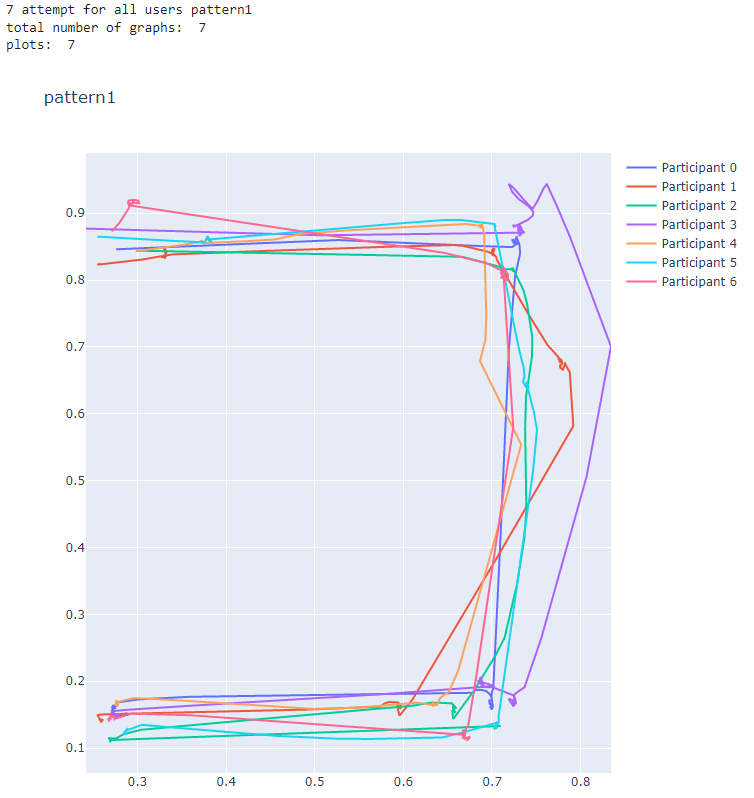 7 attempt for all users pattern1
total number of graphs:  7
plots:  7
pattern1
Participant 0
Participant 1
Participant 2
Participant 3
Participant 4
Participant 5
Participant 6
0.9
0.8
0.7
0.6
0.5
0.4
0.3
0.2
0.1
0.3 0.4 0.5 0.6 0.7 0.8